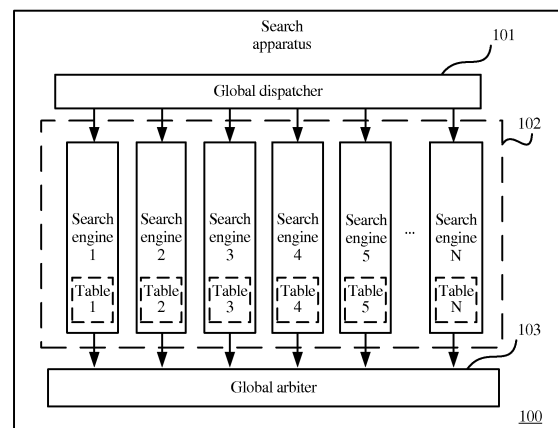 Search
apparatus
101
Global dispatcher
102
Search
engine
1
Table
1
Search
engine
2
Table
2
Search
engine
3
Table
3
Search
engine
4
Table
4
Search
engine
5
Table
5
...
Search
engine
N
Table
N
103
Global arbiter
100